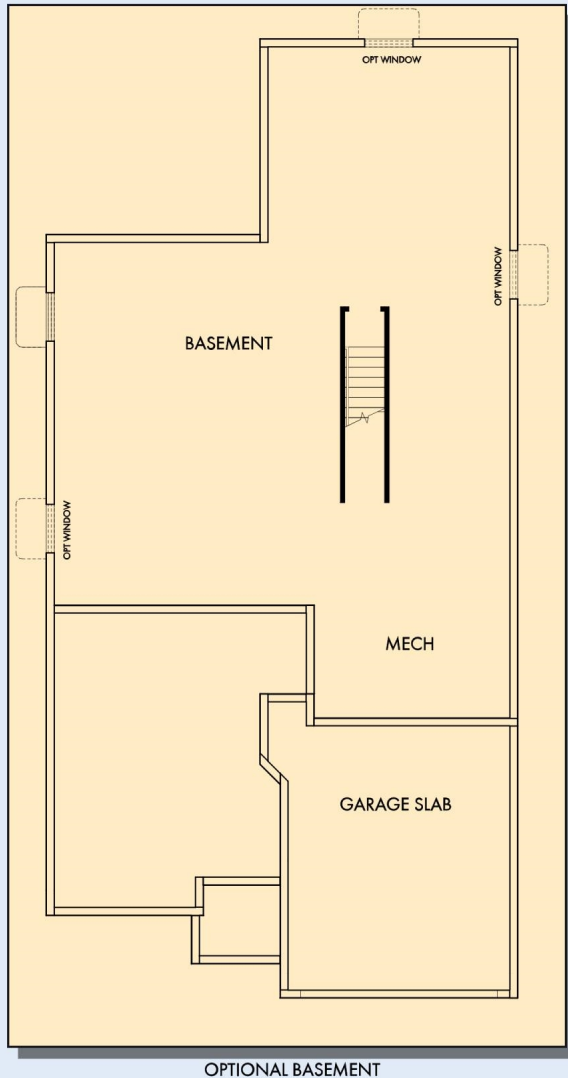 OPT WINDOW
OPT WINDOW
BASEMENT
OPT WINDOW
MECH
GARAGE SLAB
OPTIONAL BASEMENT